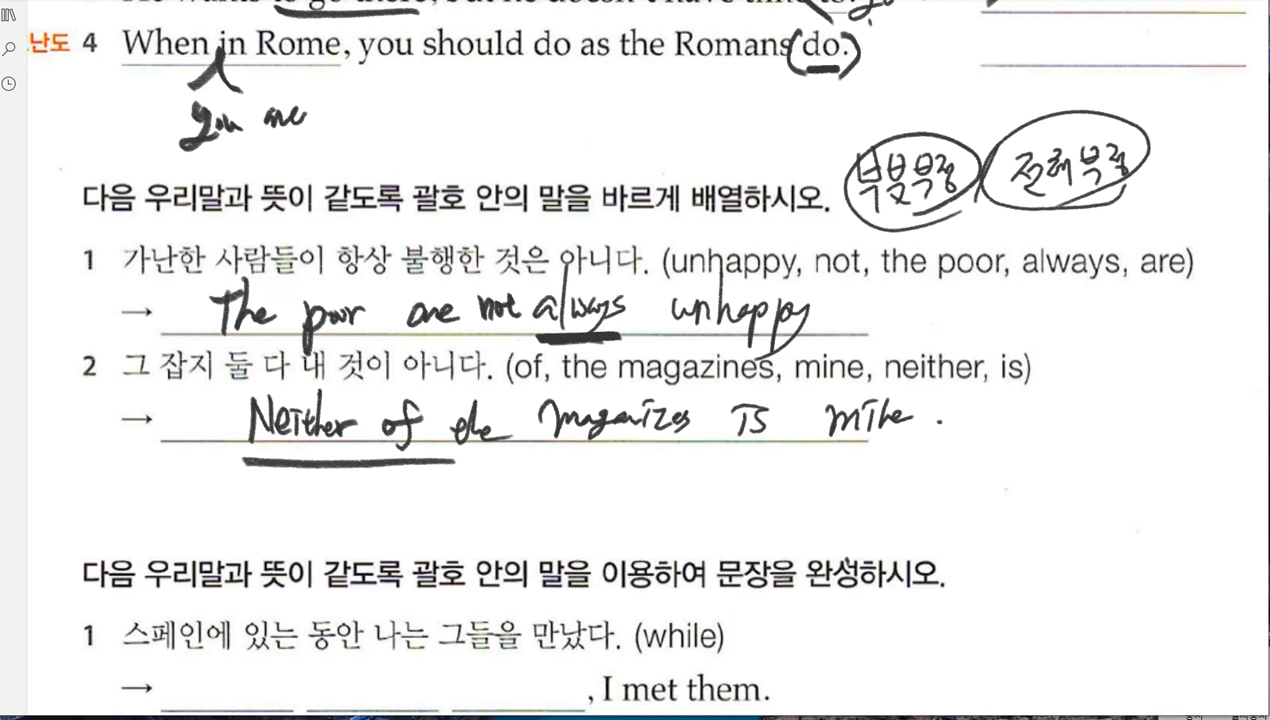 난도 4 When in Rome, you should do as the Romans (do.)
you are
부분부정 전체부정
다음 우리말과 뜻이 같도록 괄호 안의 말을 바르게 배열하시오.
1 가난한 사람들이 항상 불행한 것은 아니다. (unhappy, not, the poor, always, are)
→ The poor are not always unhappy
2 그 잡지 둘 다 내 것이 아니다. (of, the magazines, mine, neither, is)
→ Neither of the maganizes is mine.
다음 우리말과 뜻이 같도록 괄호 안의 말을 이용하여 문장을 완성하시오.
1 스페인에 있는 동안 나는 그들을 만났다. (while)
→ , I met them.